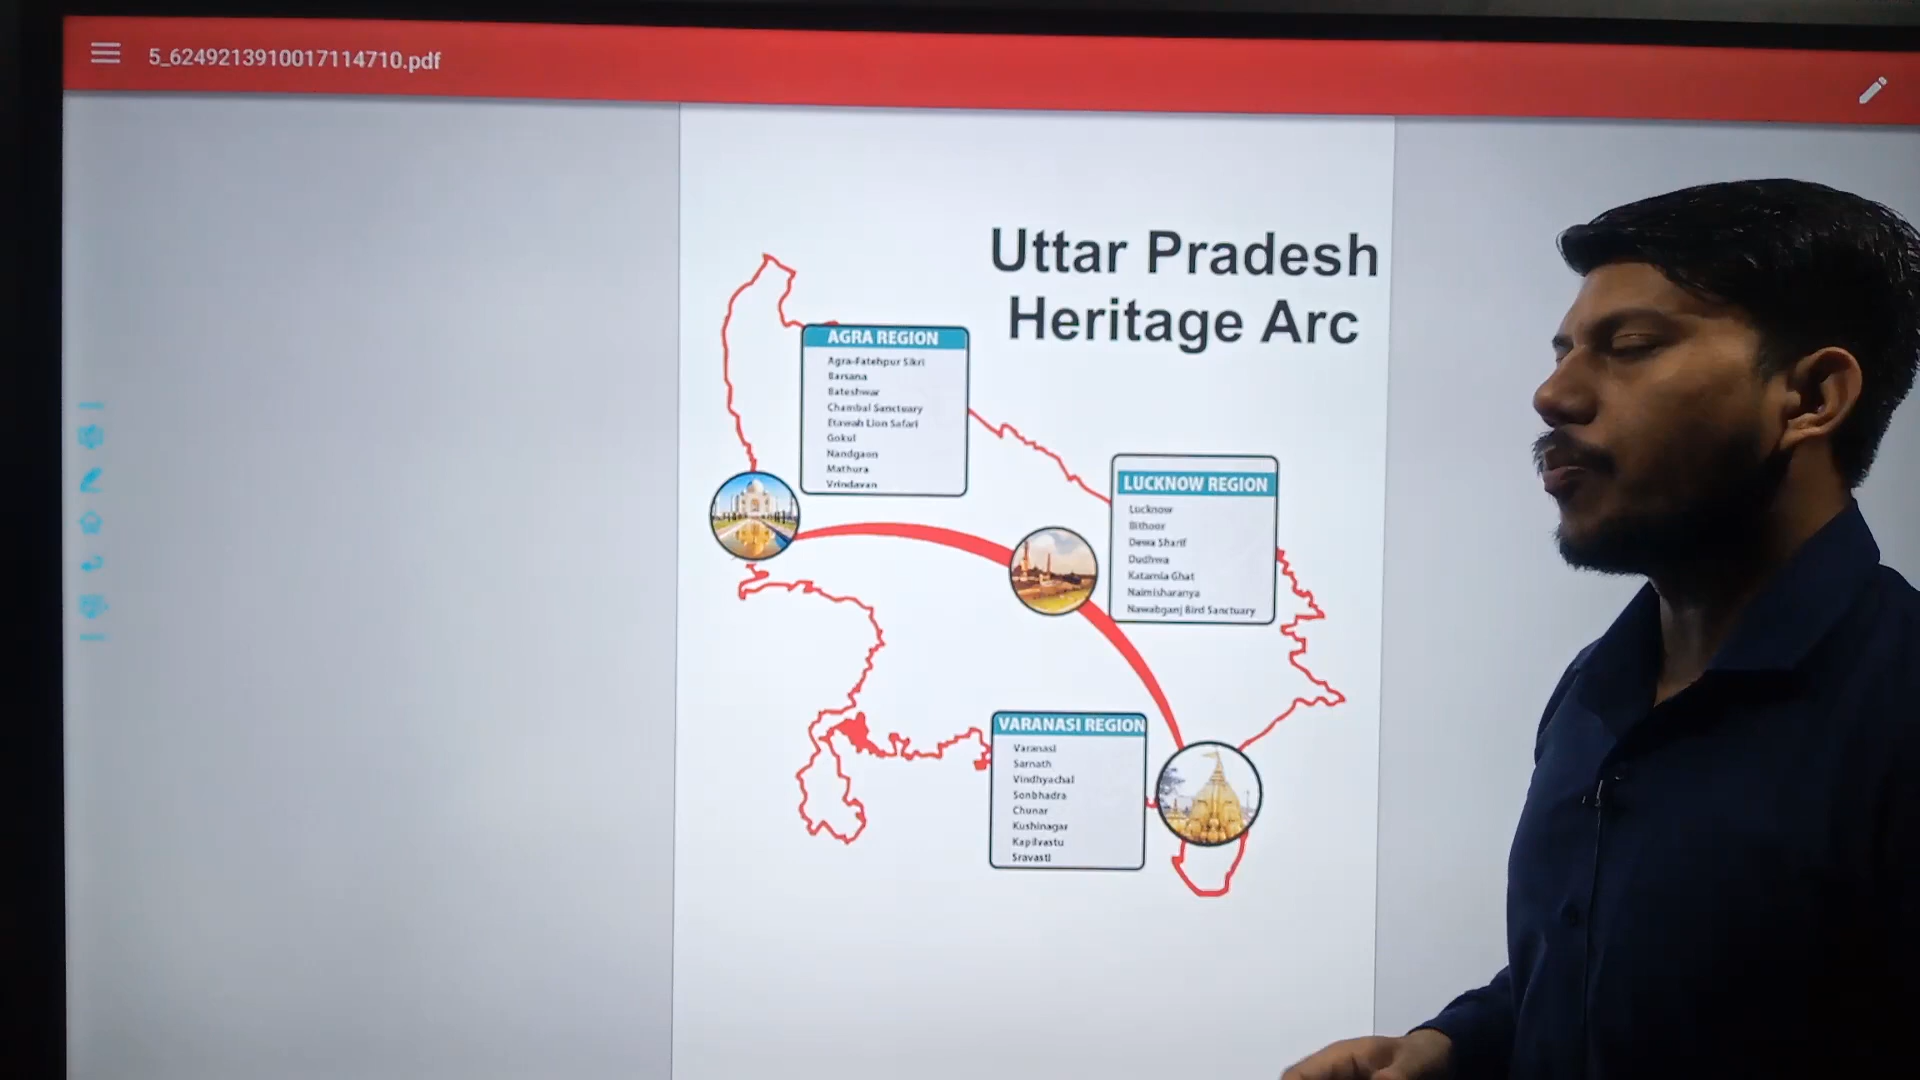 5_6249213910017114710.pdf
Uttar Pradesh
Heritage Arc
AGRA REGION
Agra-Fatehpur Sikri
Barsana
Bateshwar
Chambal Sanctuary
Etawah Lion Safari
Gokul
Nandgaon
Mathura
Vrindavan
LUCKNOW REGION
Lucknow
Bithoor
Dewa Sharif
Dudhwa
Katarnia Ghat
Naimisharanya
Nawabganj Bird Sanctuary
VARANASI REGION
Varanasi
Sarnath
Vindhyachal
Sonbhadra
Chunar
Kushinagar
Kapilvastu
Sravasti